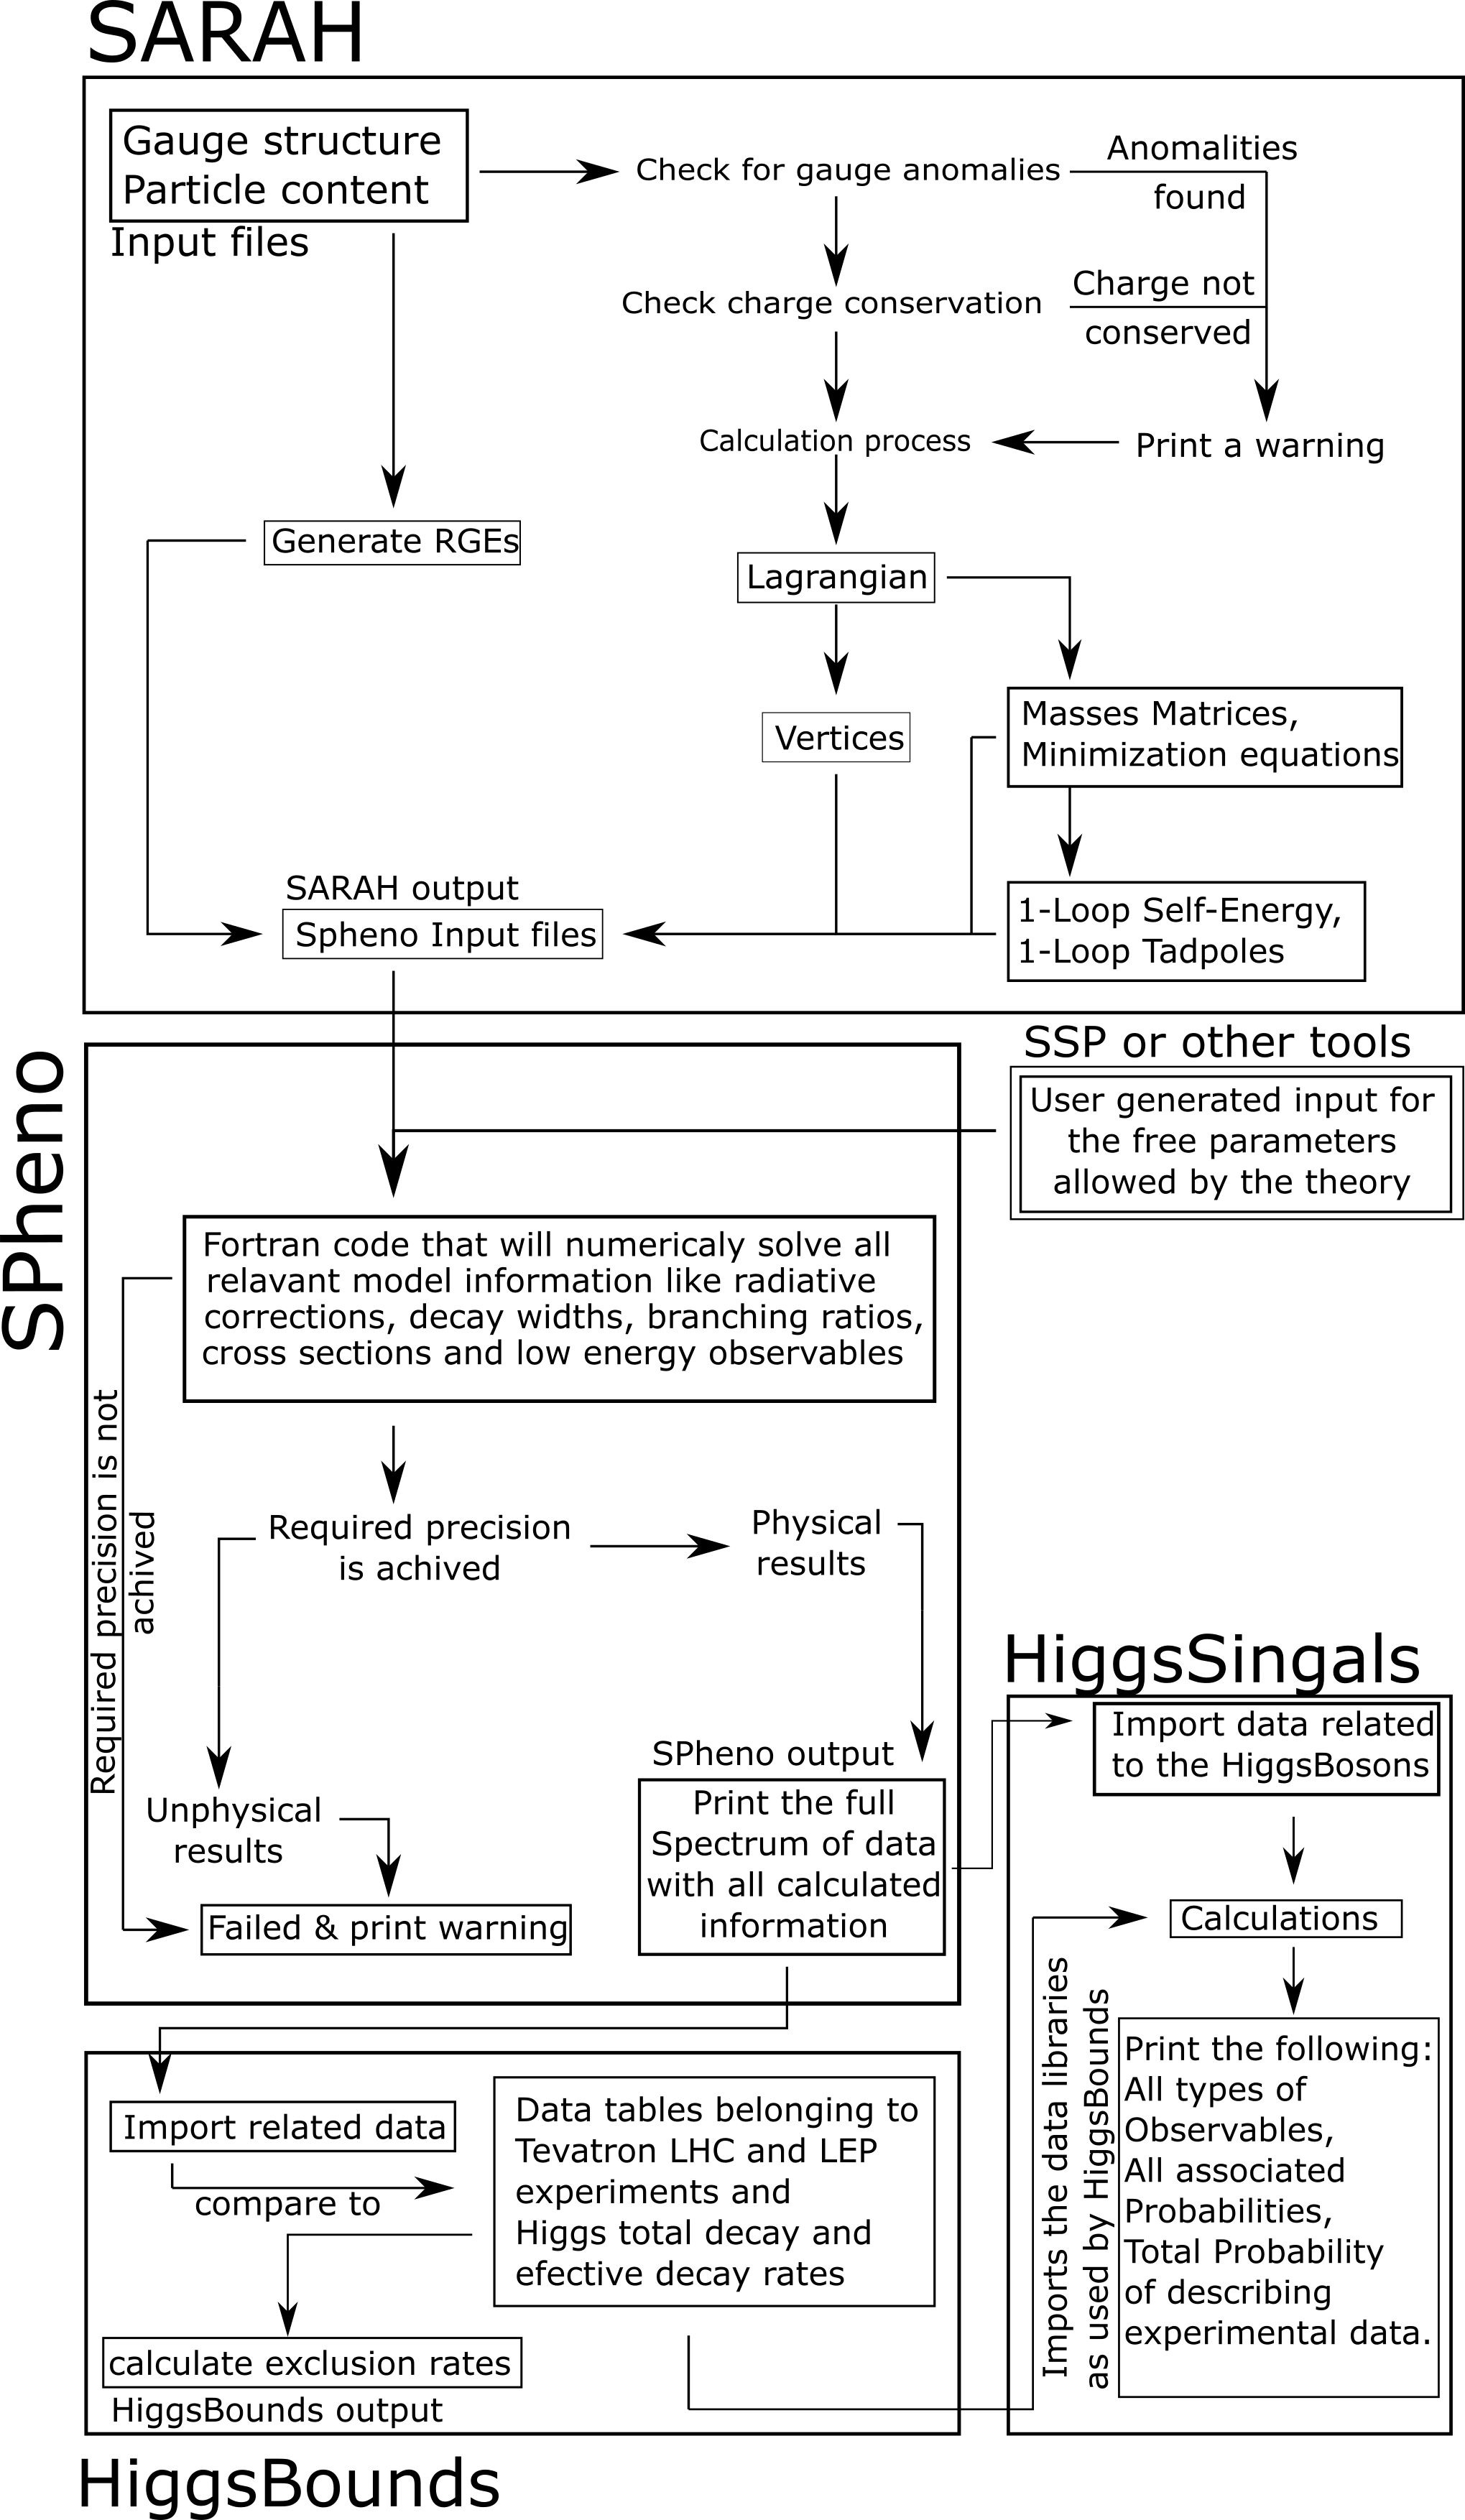 SARAH
Gauge structure
Particle content
Input files
Check for gauge anomalies
Anomalities
found
Check charge conservation
Charge not
conserved
Calculation process
Print a warning
Generate RGEs
Lagrangian
Vertices
Masses Matrices,
Minimization equations
SARAH output
Spheno Input files
1-Loop Self-Energy,
1-Loop Tadpoles
SPheno
SSP or other tools
User generated input for
the free parameters
allowed by the theory
Fortran code that will numericaly solve all
relavant model information like radiative
corrections, decay widths, branching ratios,
cross sections and low energy observables
Required precision is not
achived
Required precision
is achived
Physical
results
Unphysical
results
Failed & print warning
SPheno output
Print the full
Spectrum of data
with all calculated
information
HiggsSingals
Import data related
to the HiggsBosons
Calculations
Imports the data libraries
as used by HiggsBounds
Print the following:
All types of
Observables,
All associated
Probabilities,
Total Probability
of describing
experimental data.
Import related data
compare to
Data tables belonging to
Tevatron LHC and LEP
experiments and
Higgs total decay and
efective decay rates
calculate exclusion rates
HiggsBounds output
HiggsBounds